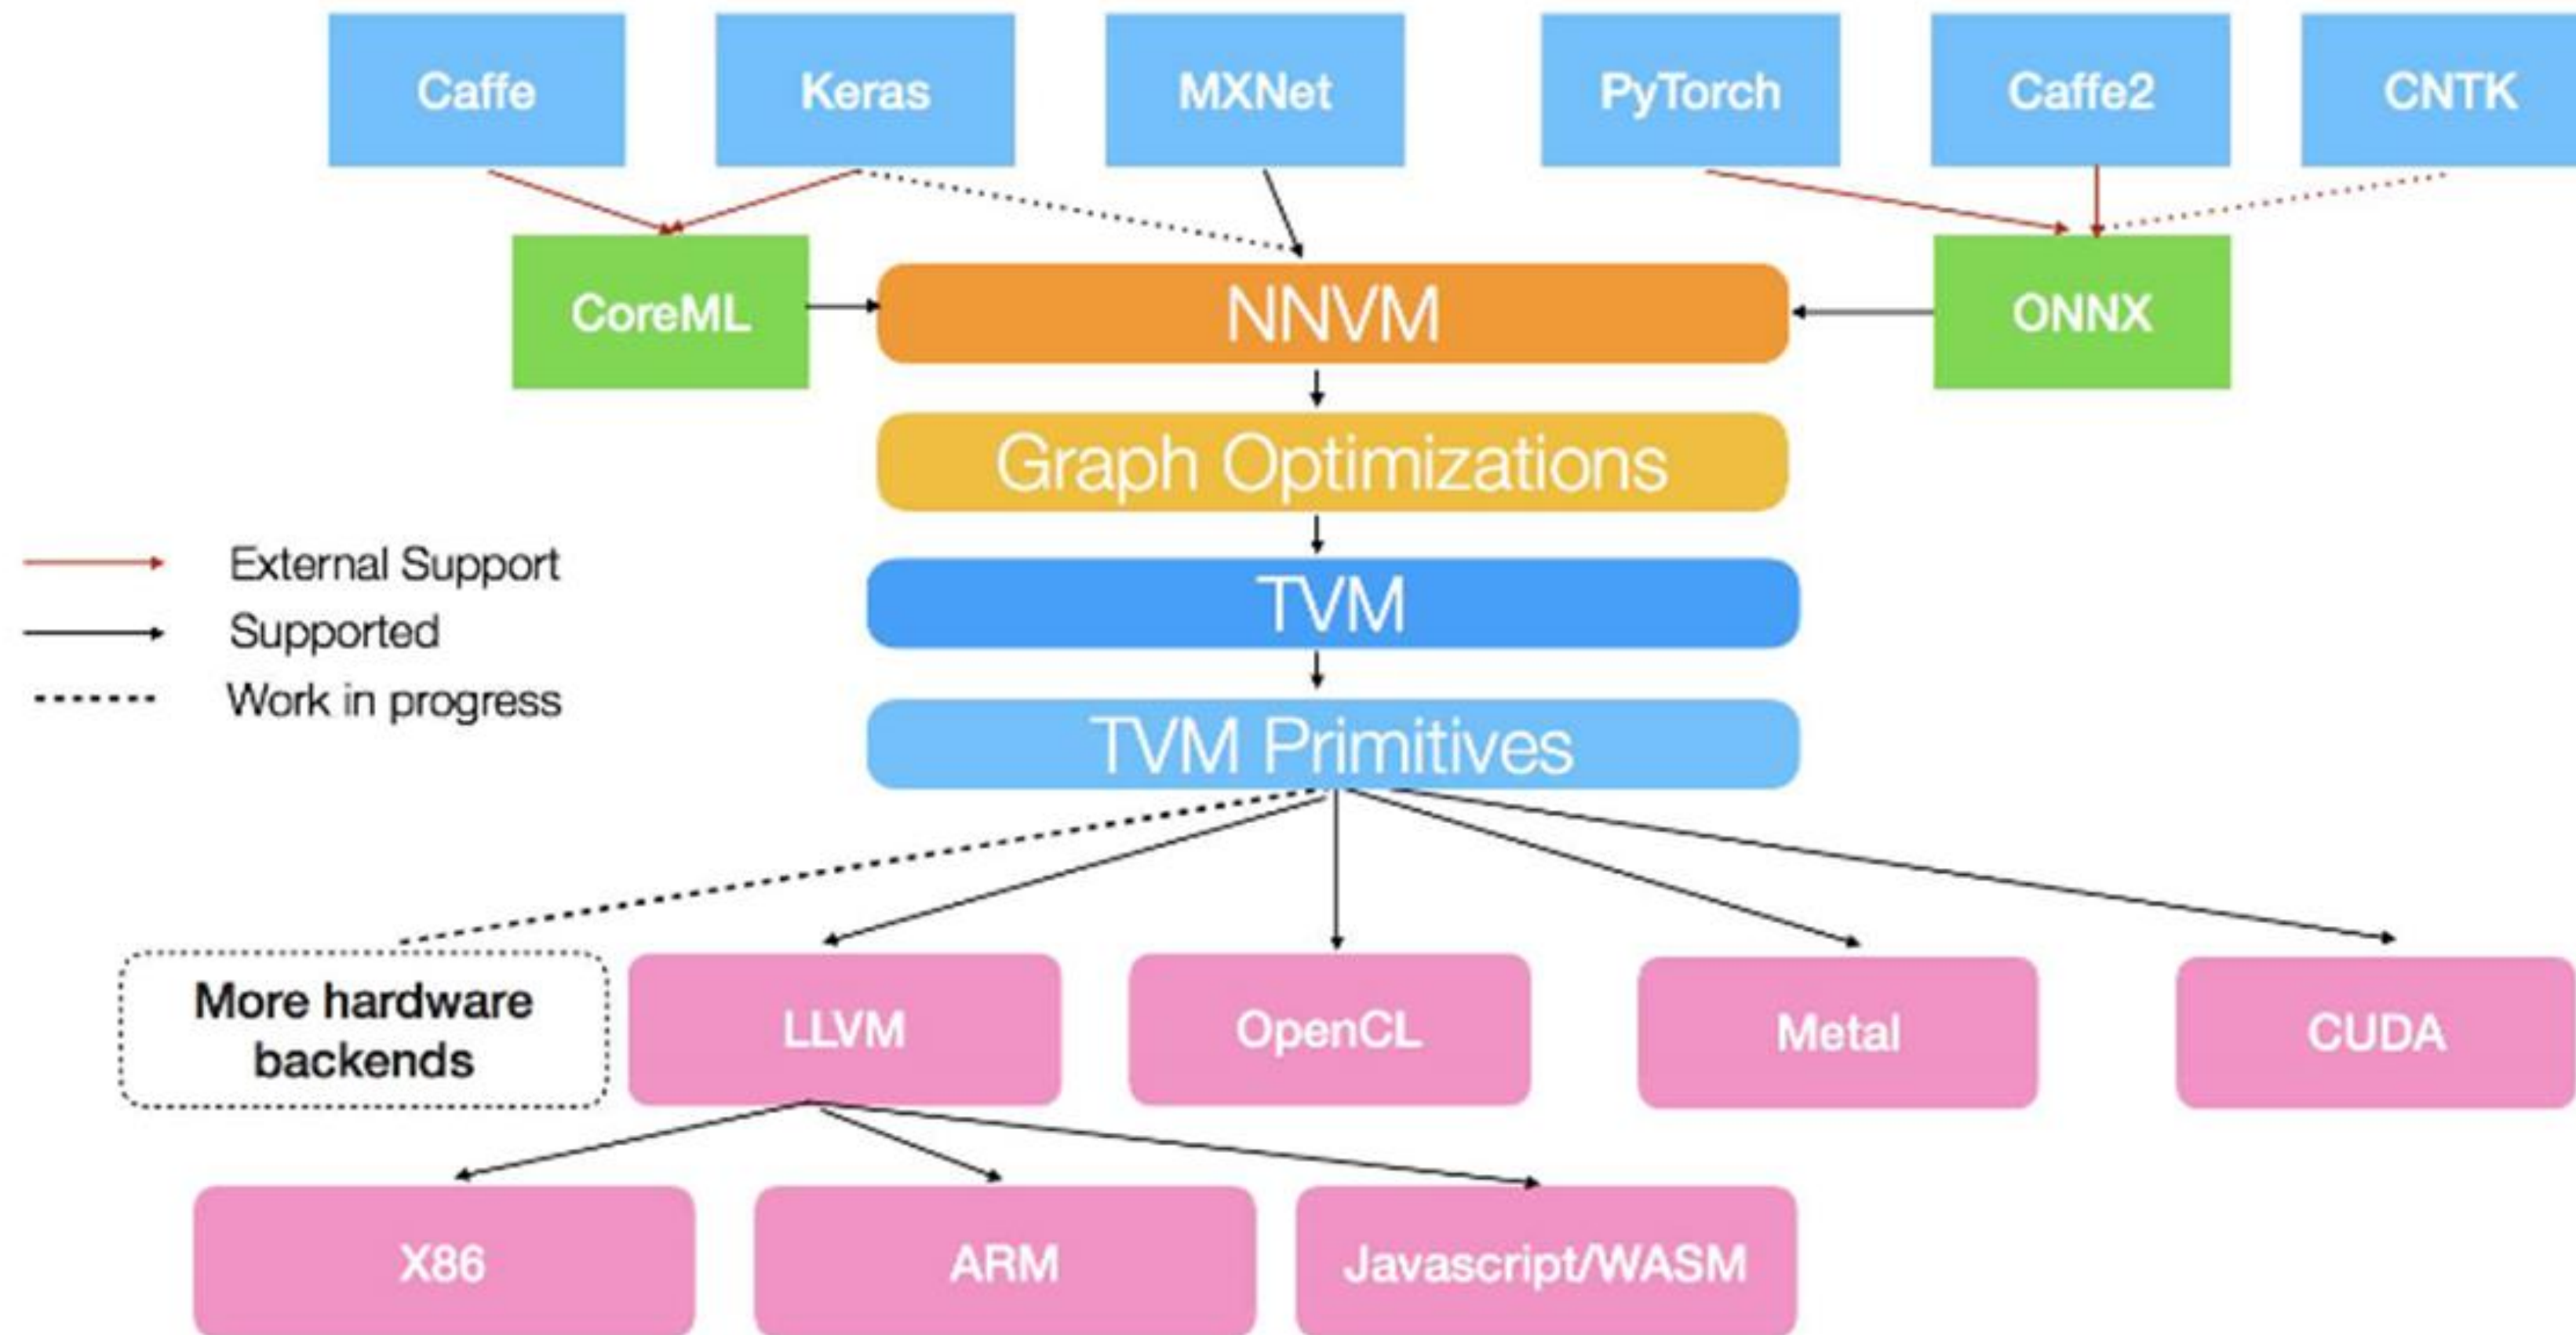 Caffe
Keras
MXNet
PyTorch
Caffe2
CNTK
CoreML
NNVM
ONNX
Graph Optimizations
External Support
Supported
Work in progress
TVM
TVM Primitives
More hardware
backends
LLVM
OpenCL
Metal
CUDA
X86
ARM
Javascript/WASM